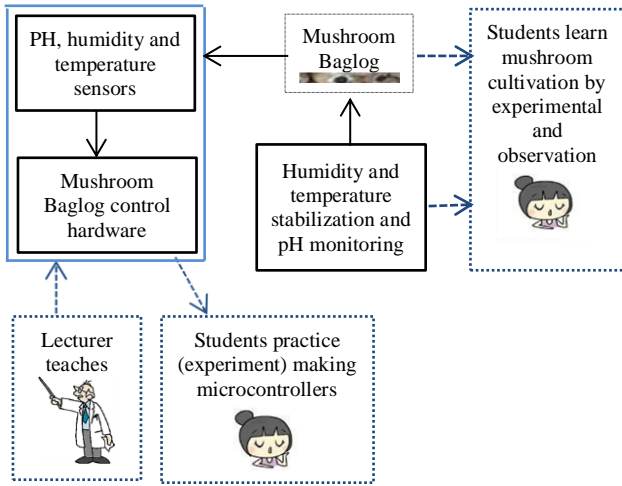 PH, humidity and
temperature
sensors
Mushroom
Baglog
Students learn
mushroom
cultivation by
experimental
and
observation
Mushroom
Baglog control
hardware
Humidity and
temperature
stabilization and
pH monitoring
Lecturer
teaches
Students practice
(experiment) making
microcontrollers